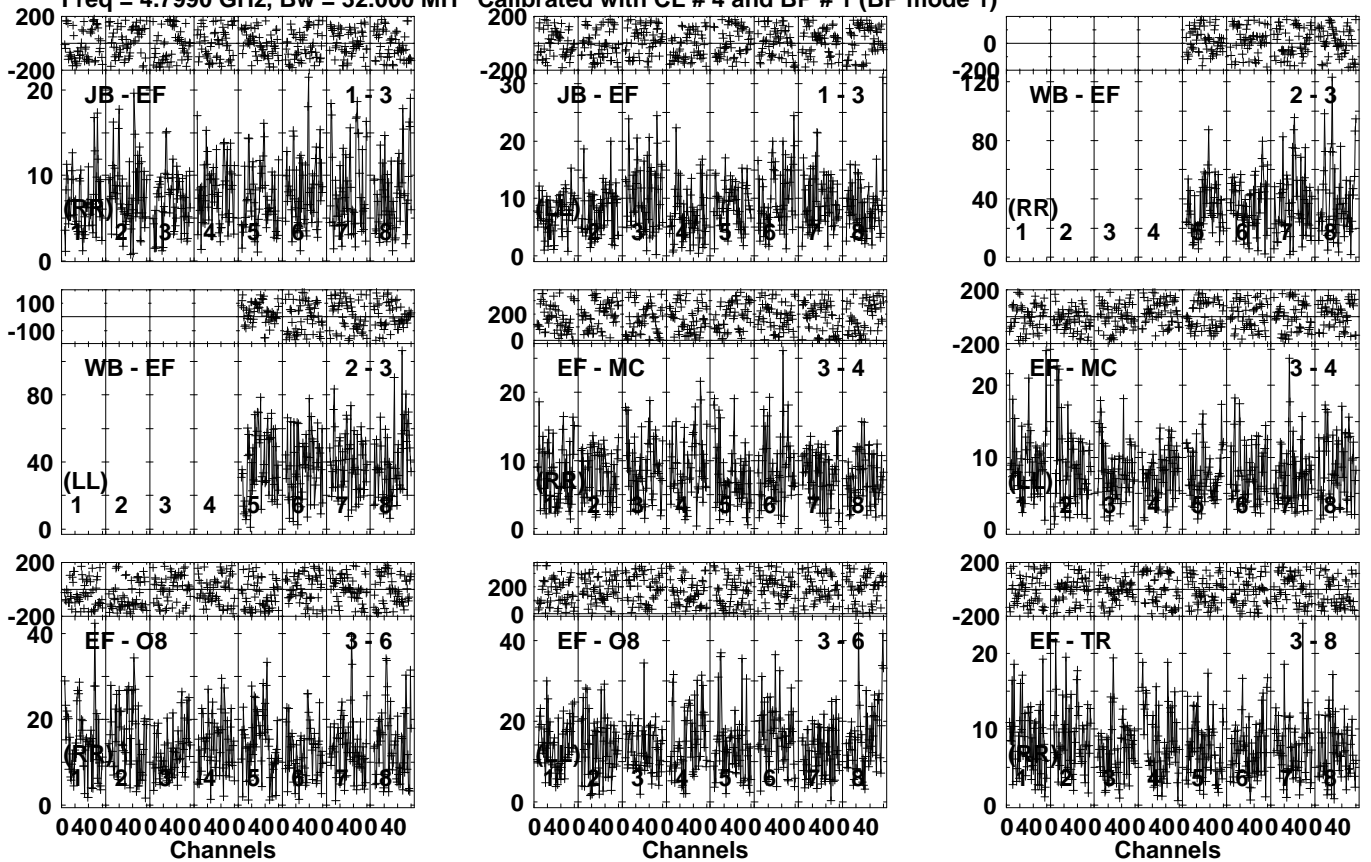 Freq = 4.7990 GHz, Bw = 32.000 MH Calibrated with CL # 4 and BP # 1 (BP mode 1)
200 200 200
0
-200 -200 -200
JB - EF 1 - 3 JB - EF 1 - 3 WB - EF 2 - 3
20 30 120
10 20 80
0 10 40
0 0
(RR) (LL) (RR)
1 2 3 4 5 6 7 8 1 2 3 4 5 6 7 8 1 2 3 4 5 6 7 8
100 200 200
-100 0 -200
WB - EF 2 - 3 EF - MC 3 - 4 EF - MC 3 - 4
80 20 20
40 10 10
0 0 0
(LL) (RR) (LL)
1 2 3 4 5 6 7 8 1 2 3 4 5 6 7 8 1 2 3 4 5 6 7 8
200 200 200
-200 0 -200
EF - O8 3 - 6 EF - O8 3 - 6 EF - TR 3 - 8
40 40 20
20 20 10
0 0 0
(RR) (LL) (RR)
1 2 3 4 5 6 7 8 1 2 3 4 5 6 7 8 1 2 3 4 5 6 7 8
0 40 0 40 0 40 0 40 0 40 0 40 0 40 0 40 0 40 0 40 0 40 0 40 0 40 0 40 0 40 0 40 0 40 0 40 0 40 0 40 0 40 0 40 0 40 0 40
Channels Channels Channels